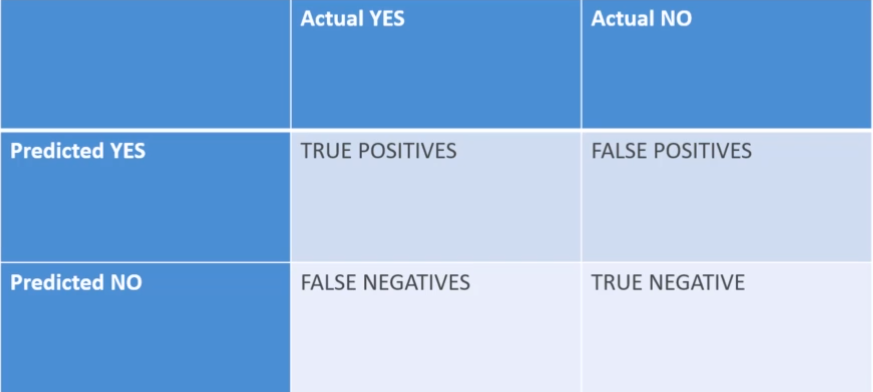 Actual YES
Actual NO
Predicted YES
TRUE POSITIVES
FALSE POSITIVES
Predicted NO
FALSE NEGATIVES
TRUE NEGATIVE